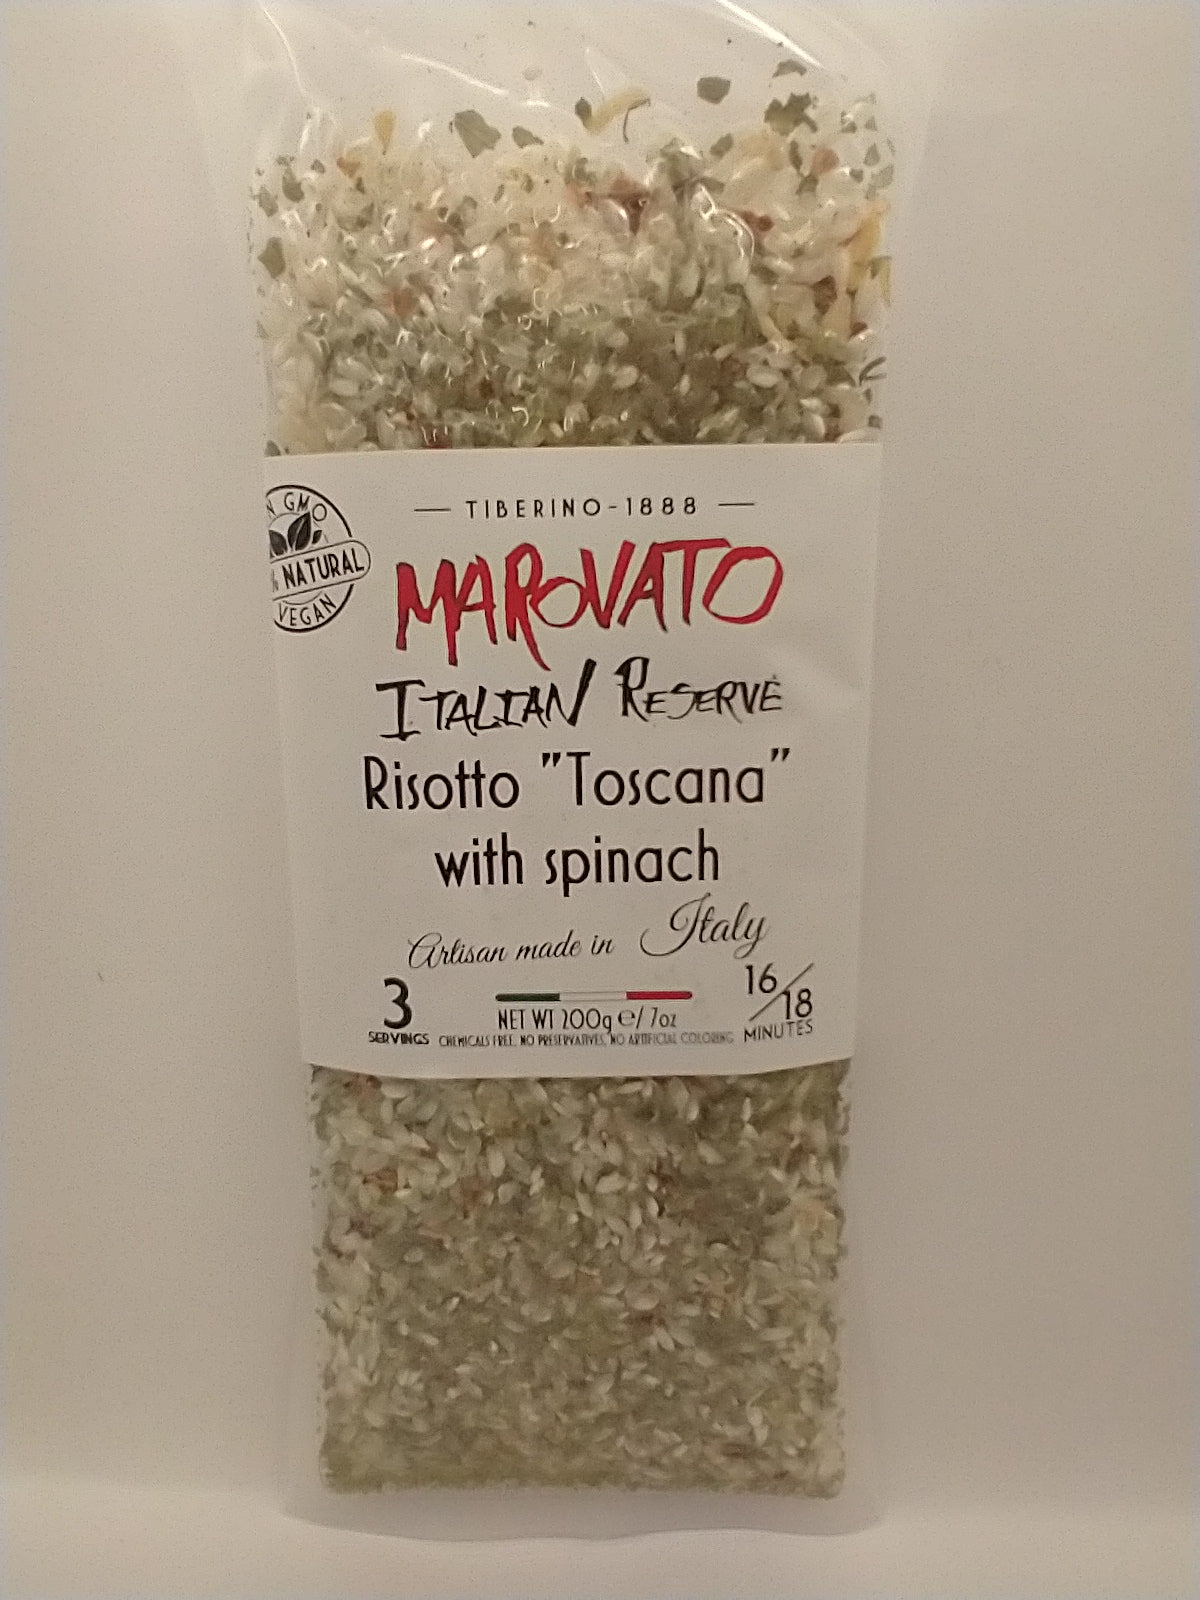 TIBERINO-1888
N GMO
% NATURAL
VEGAN
MAROVATO
ITALIAN RESERVE
Risotto "Toscana"
with spinach
Artisan made in Italy
3
SERVINGS
NET WT 200g e/ 7oz
CHEMICALS FREE, NO PRESERVATIVES, NO ARTIFICIAL COLORING
16/18
MINUTES